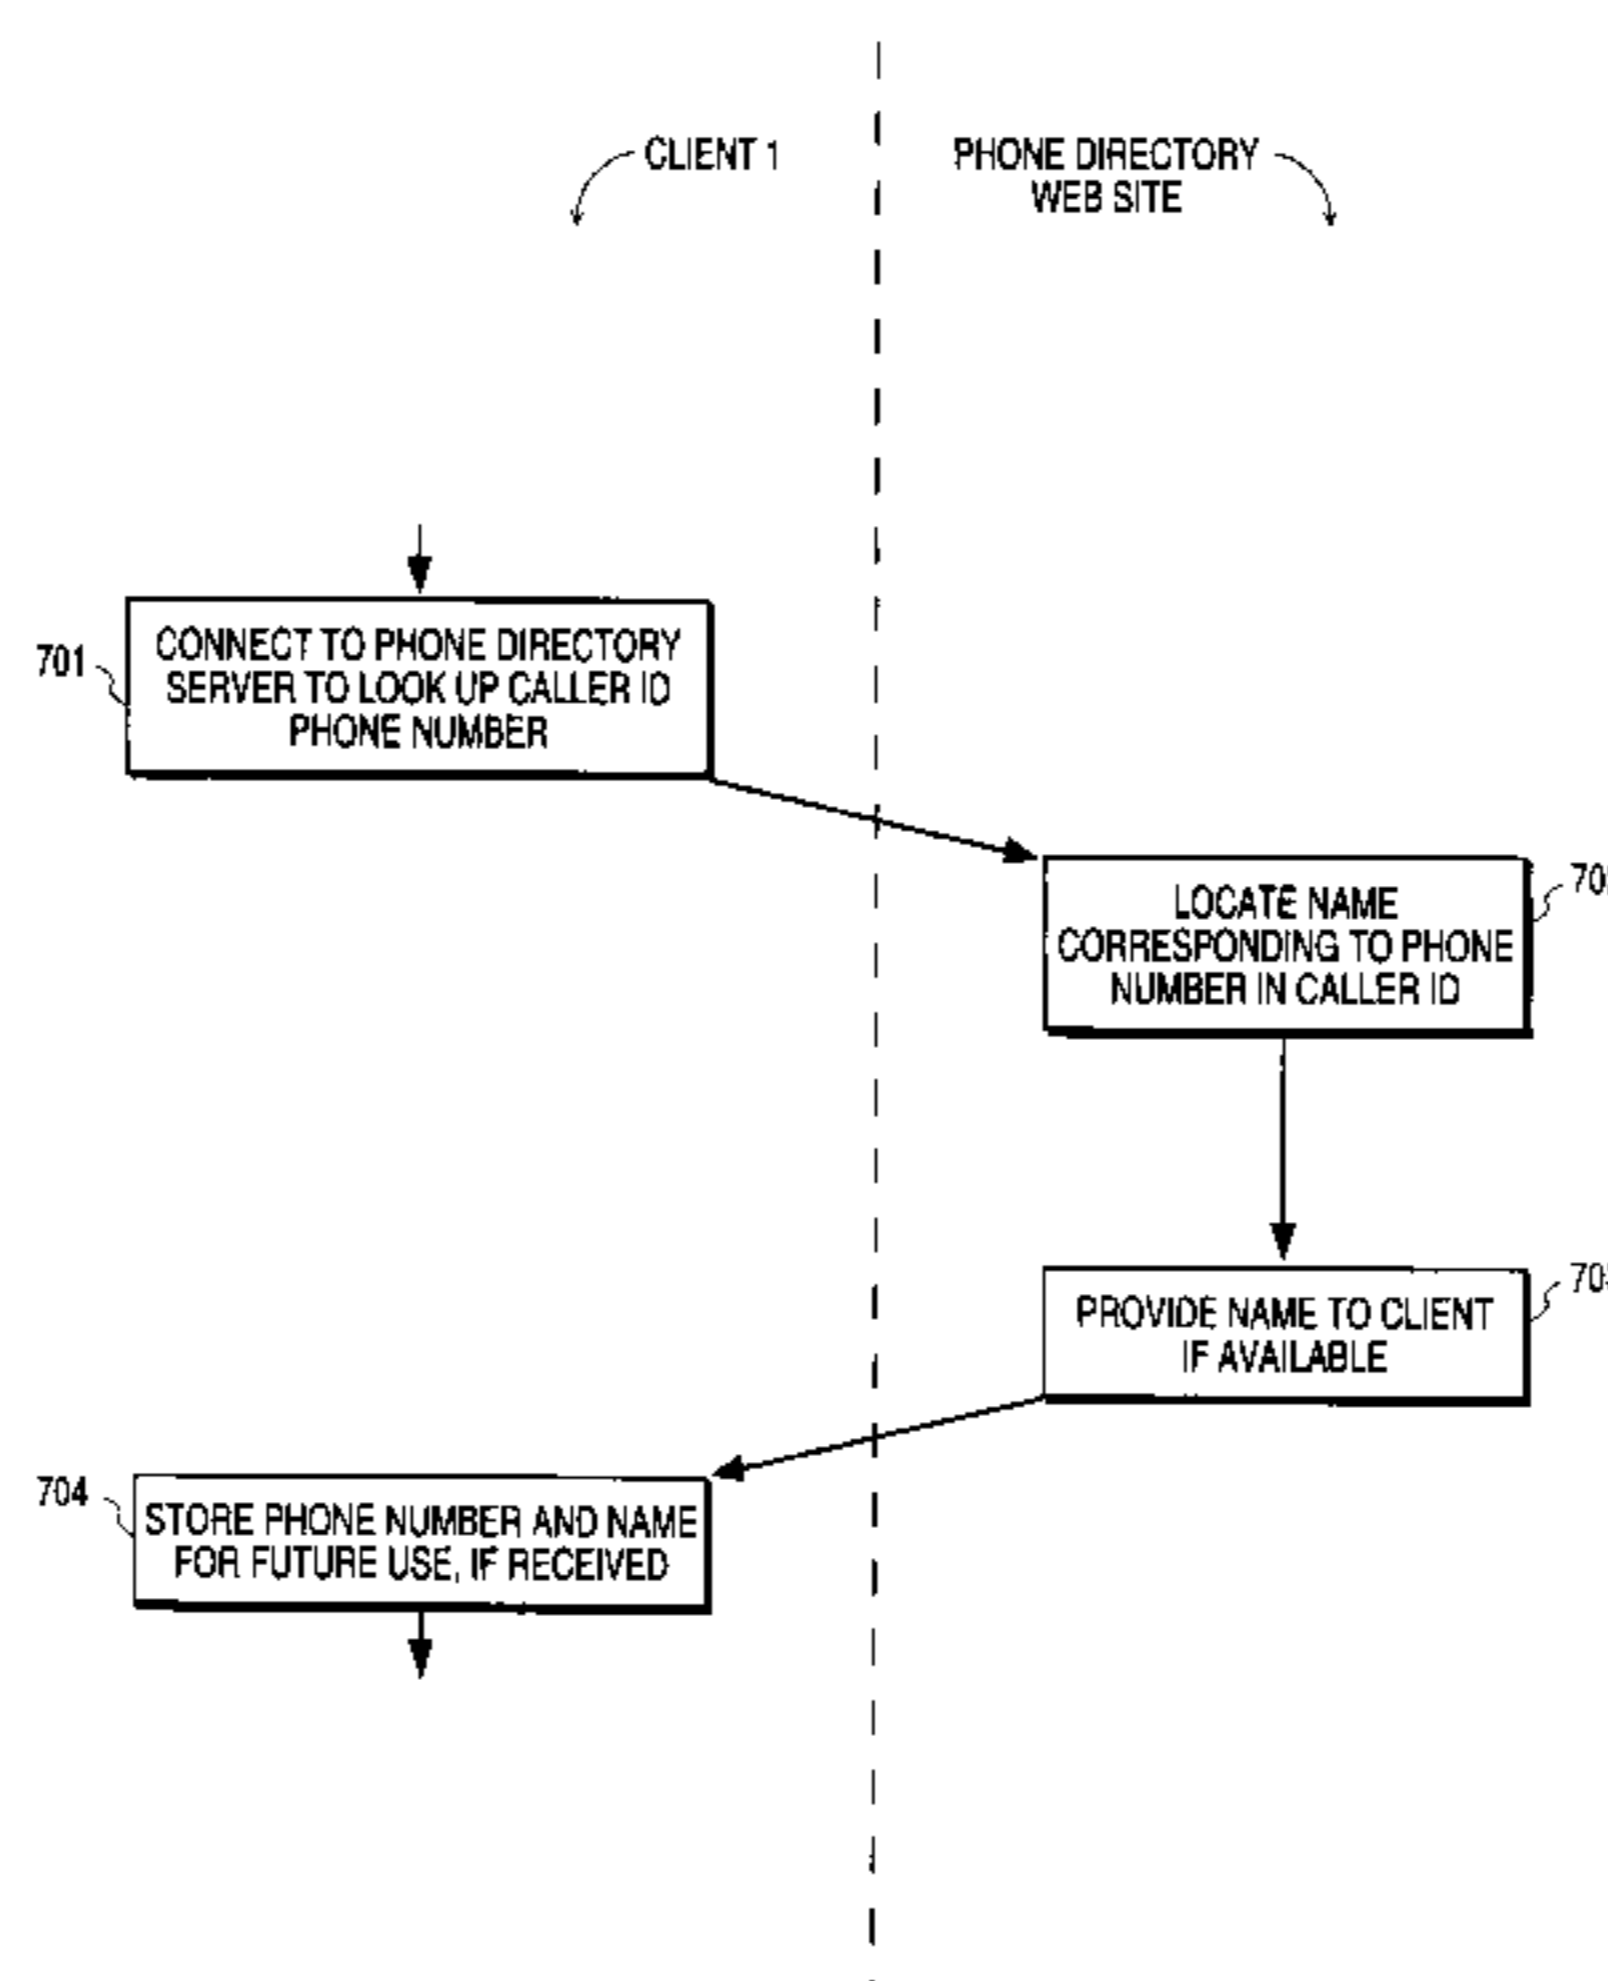 CLIENT 1
PHONE DIRECTORY
WEB SITE
701
CONNECT TO PHONE DIRECTORY
SERVER TO LOOK UP CALLER ID
PHONE NUMBER
LOCATE NAME
CORRESPONDING TO PHONE
NUMBER IN CALLER ID
PROVIDE NAME TO CLIENT
IF AVAILABLE
704
STORE PHONE NUMBER AND NAME
FOR FUTURE USE, IF RECEIVED